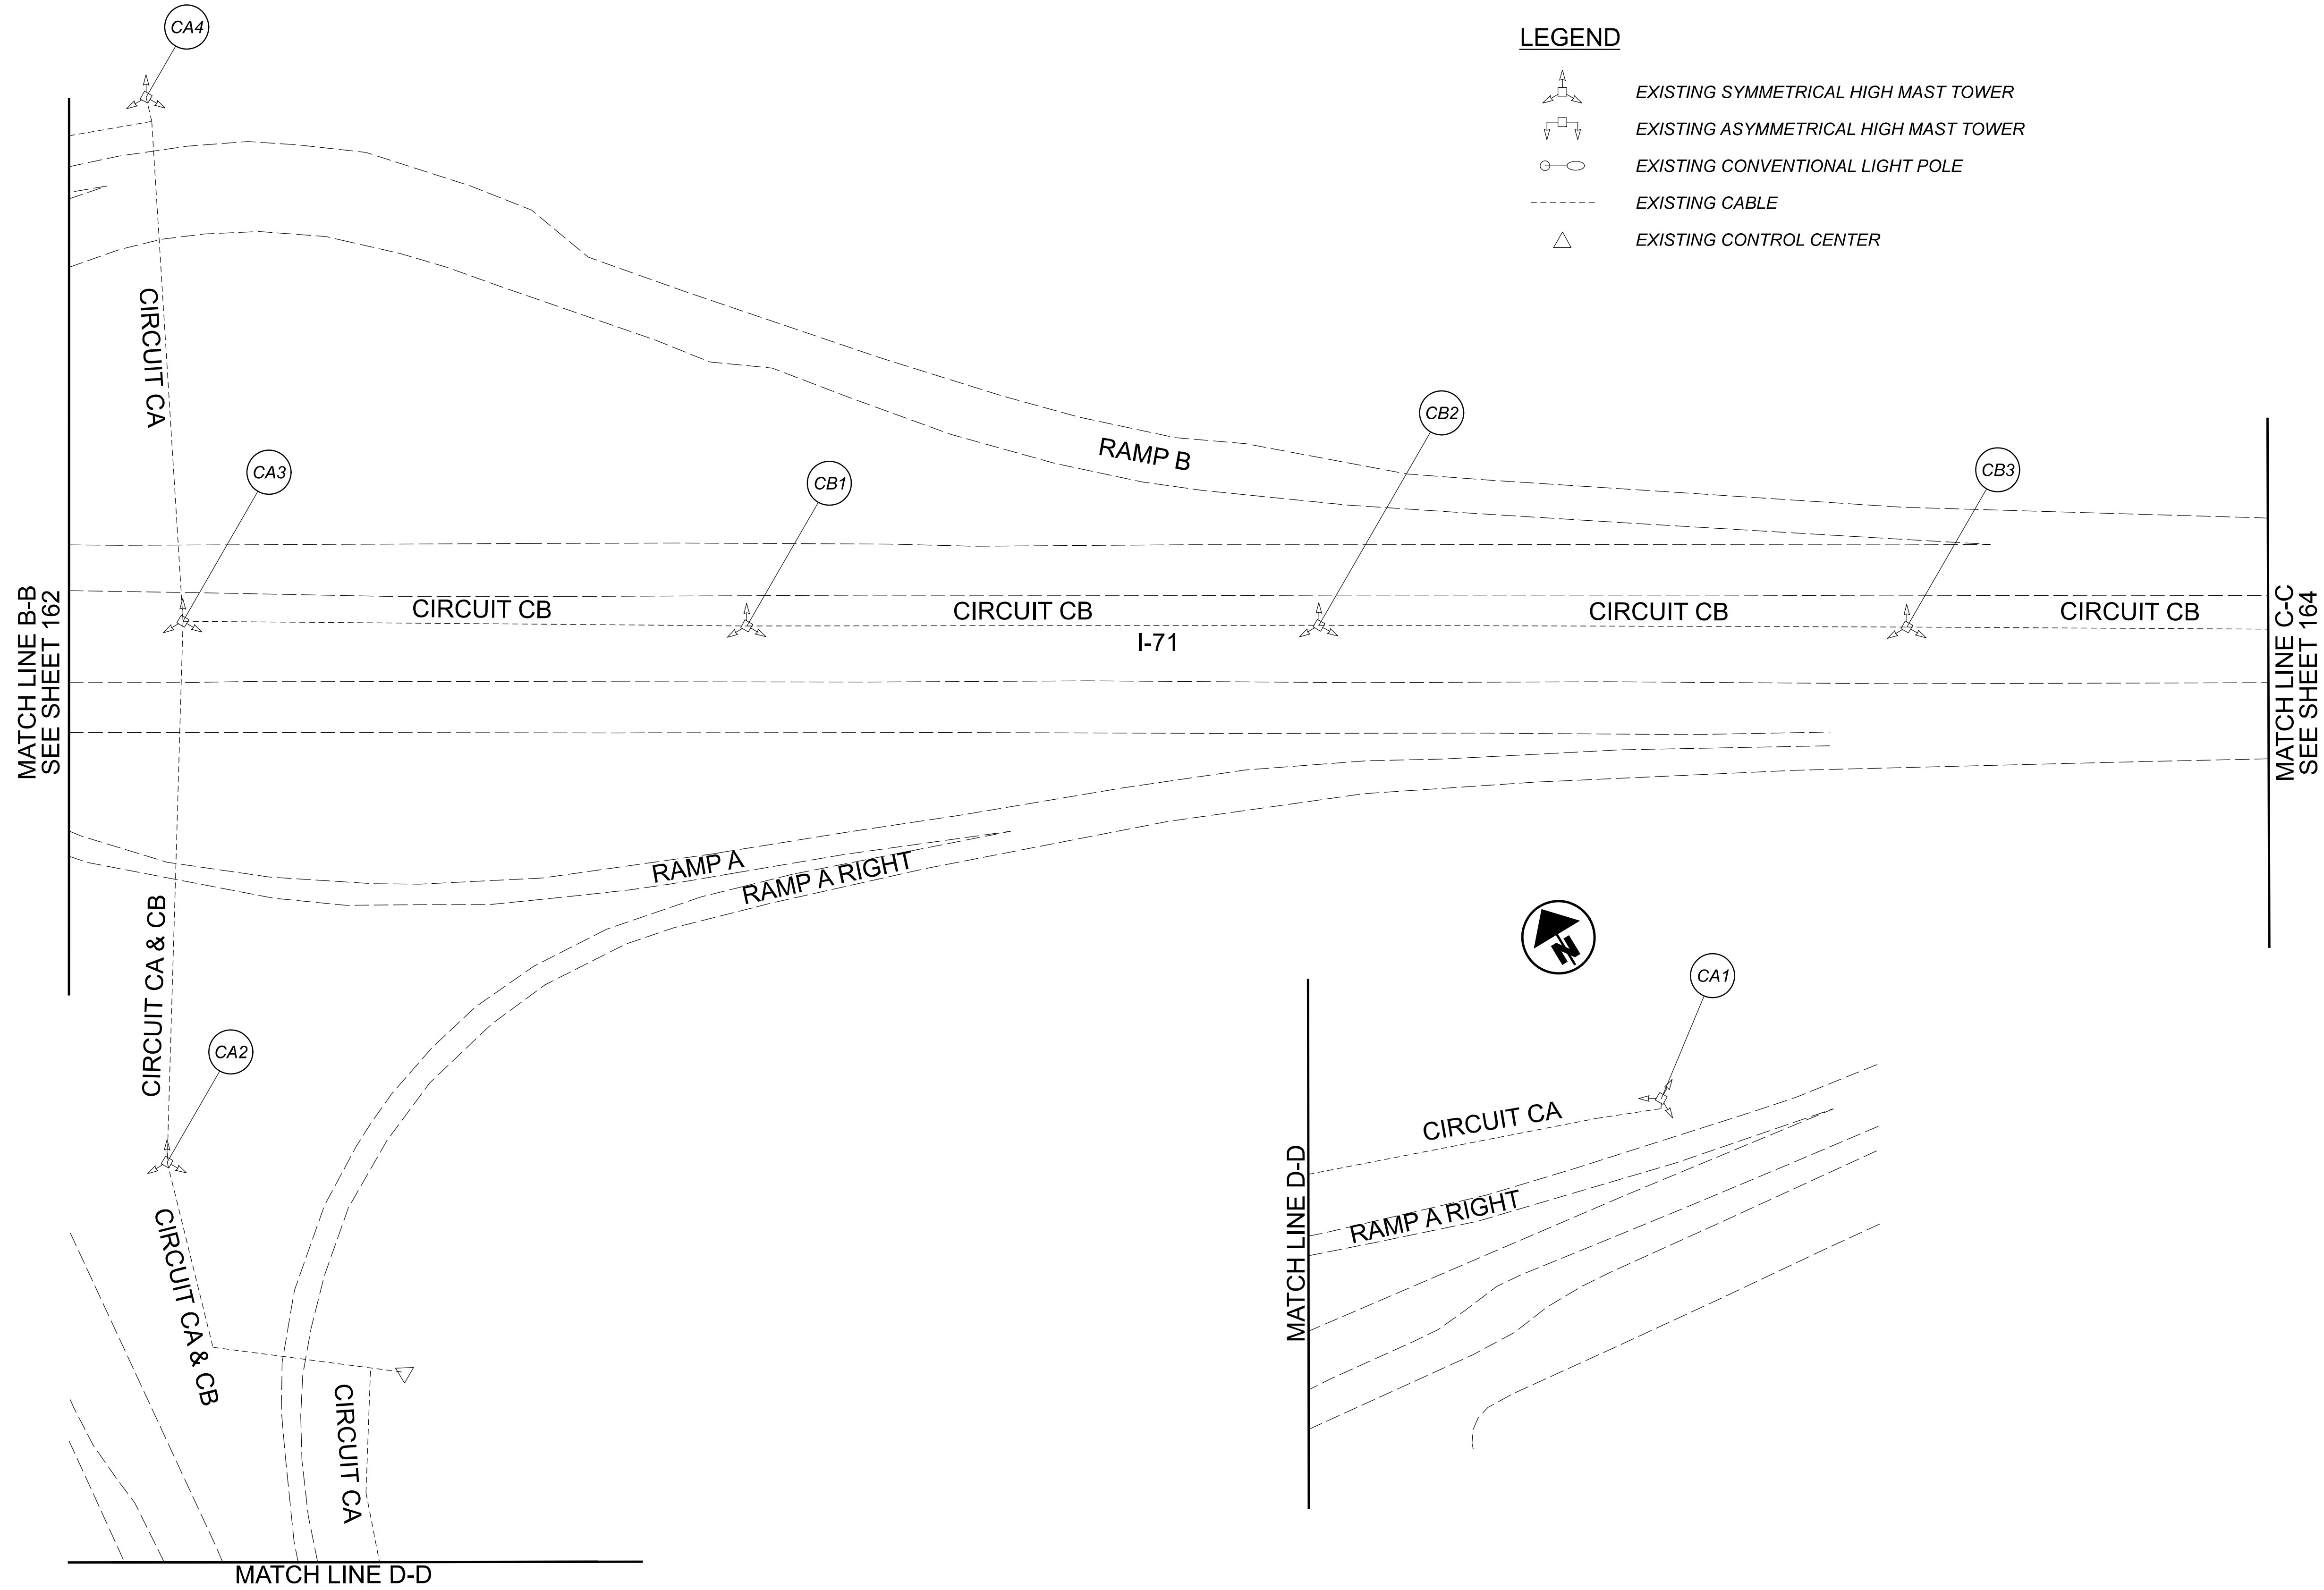 CA4
LEGEND
EXISTING SYMMETRICAL HIGH MAST TOWER
EXISTING ASYMMETRICAL HIGH MAST TOWER
EXISTING CONVENTIONAL LIGHT POLE
EXISTING CABLE
EXISTING CONTROL CENTER
CIRCUIT CA
CA3
CB1
CB2
CB3
RAMP B
MATCH LINE B-B
SEE SHEET 162
CIRCUIT CB
CIRCUIT CB
CIRCUIT CB
CIRCUIT CB
I-71
MATCH LINE C-C
SEE SHEET 164
RAMP A
RAMP A RIGHT
CIRCUIT CA & CB
CA2
N
CA1
CIRCUIT CA
RAMP A RIGHT
MATCH LINE D-D
CIRCUIT CA & CB
CIRCUIT CA
MATCH LINE D-D